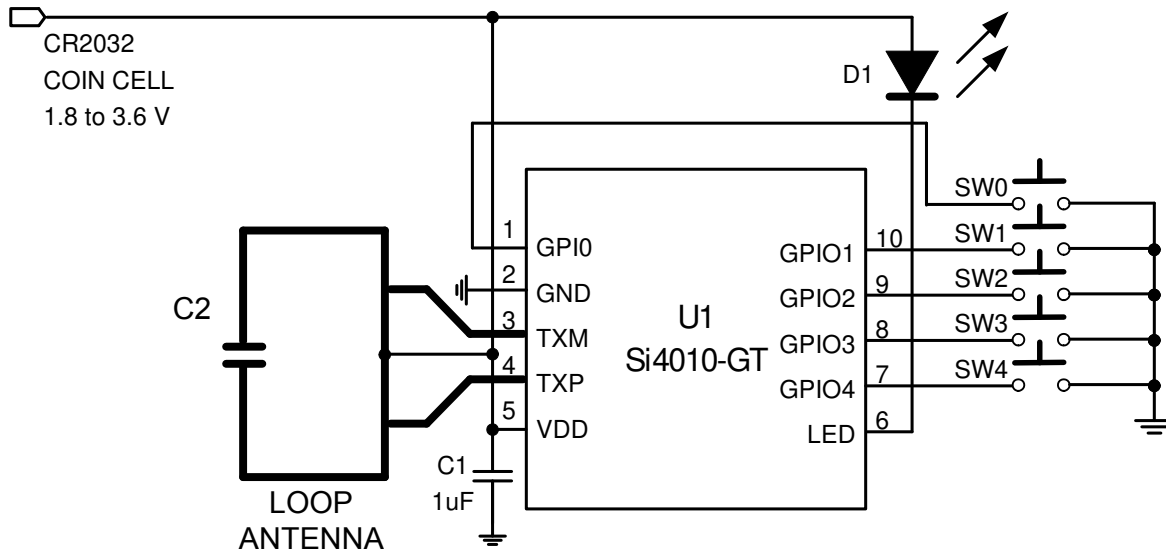 CR2032
COIN CELL
1.8 to 3.6 V
D1
SW0
1
GPI0
10
GPIO1
SW1
2
GND
9
GPIO2
SW2
C2
3
TXM
U1
8
GPIO3
SW3
4
TXP
Si4010-GT
7
GPIO4
SW4
5
VDD
6
LED
C1
1uF
LOOP
ANTENNA